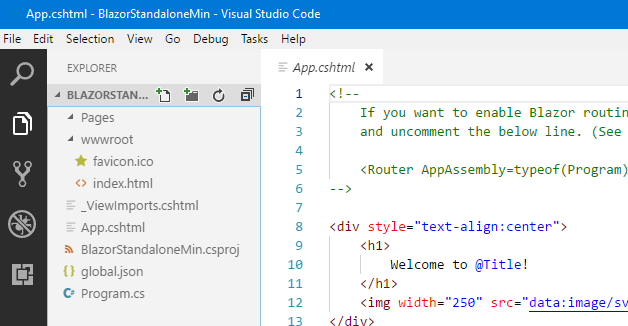 App.cshtml - BlazorStandaloneMin - Visual Studio Code
File Edit Selection View Go Debug Tasks Help
EXPLORER
BLAZORSTAN...
Pages
wwwroot
favicon.ico
index.html
_ViewImports.cshtml
App.cshtml
BlazorStandaloneMin.csproj
global.json
Program.cs
App.cshtml
1 <!--
2 If you want to enable Blazor routin
3 and uncomment the below line. (See
4
5 <Router AppAssembly=typeof(Program)
6 -->
7
8 <div style="text-align:center">
9 <h1>
10 Welcome to @Title!
11 </h1>
12 <img width="250" src="data:image/sv
13 </div>